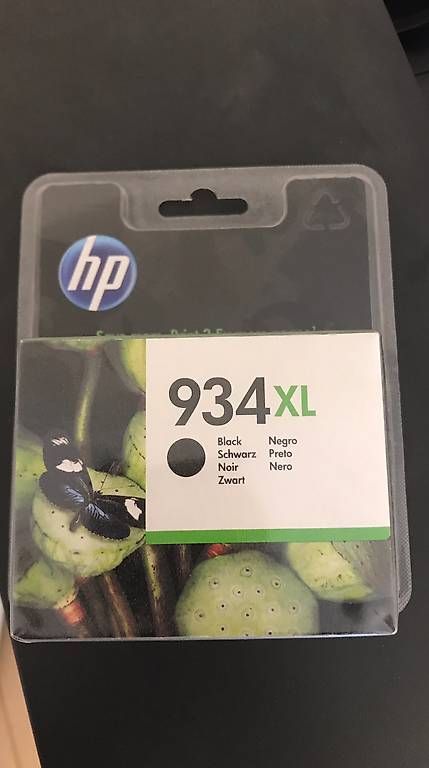 hp
934XL
Black Negro
Schwarz Preto
Noir Nero
Zwart